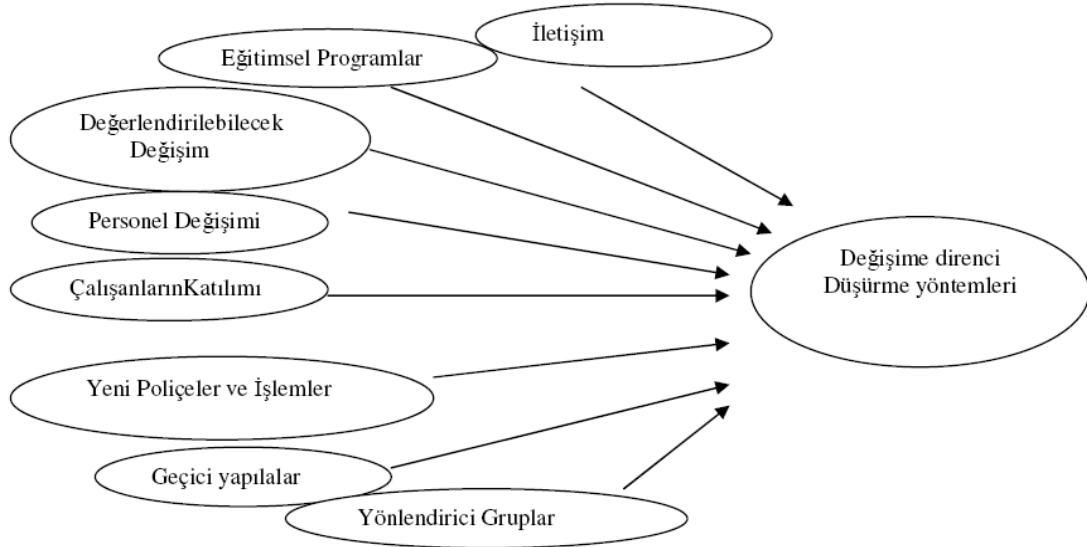 İletişim
Eğitimsel Programlar
Değerlendirilebilecek
Değişim
Personel Değişimi
ÇalışanlarınKatılımı
Değişime direnci
Düşürme yöntemleri
Yeni Poliçeler ve İşlemler
Geçici yapılalar
Yönlendirici Gruplar